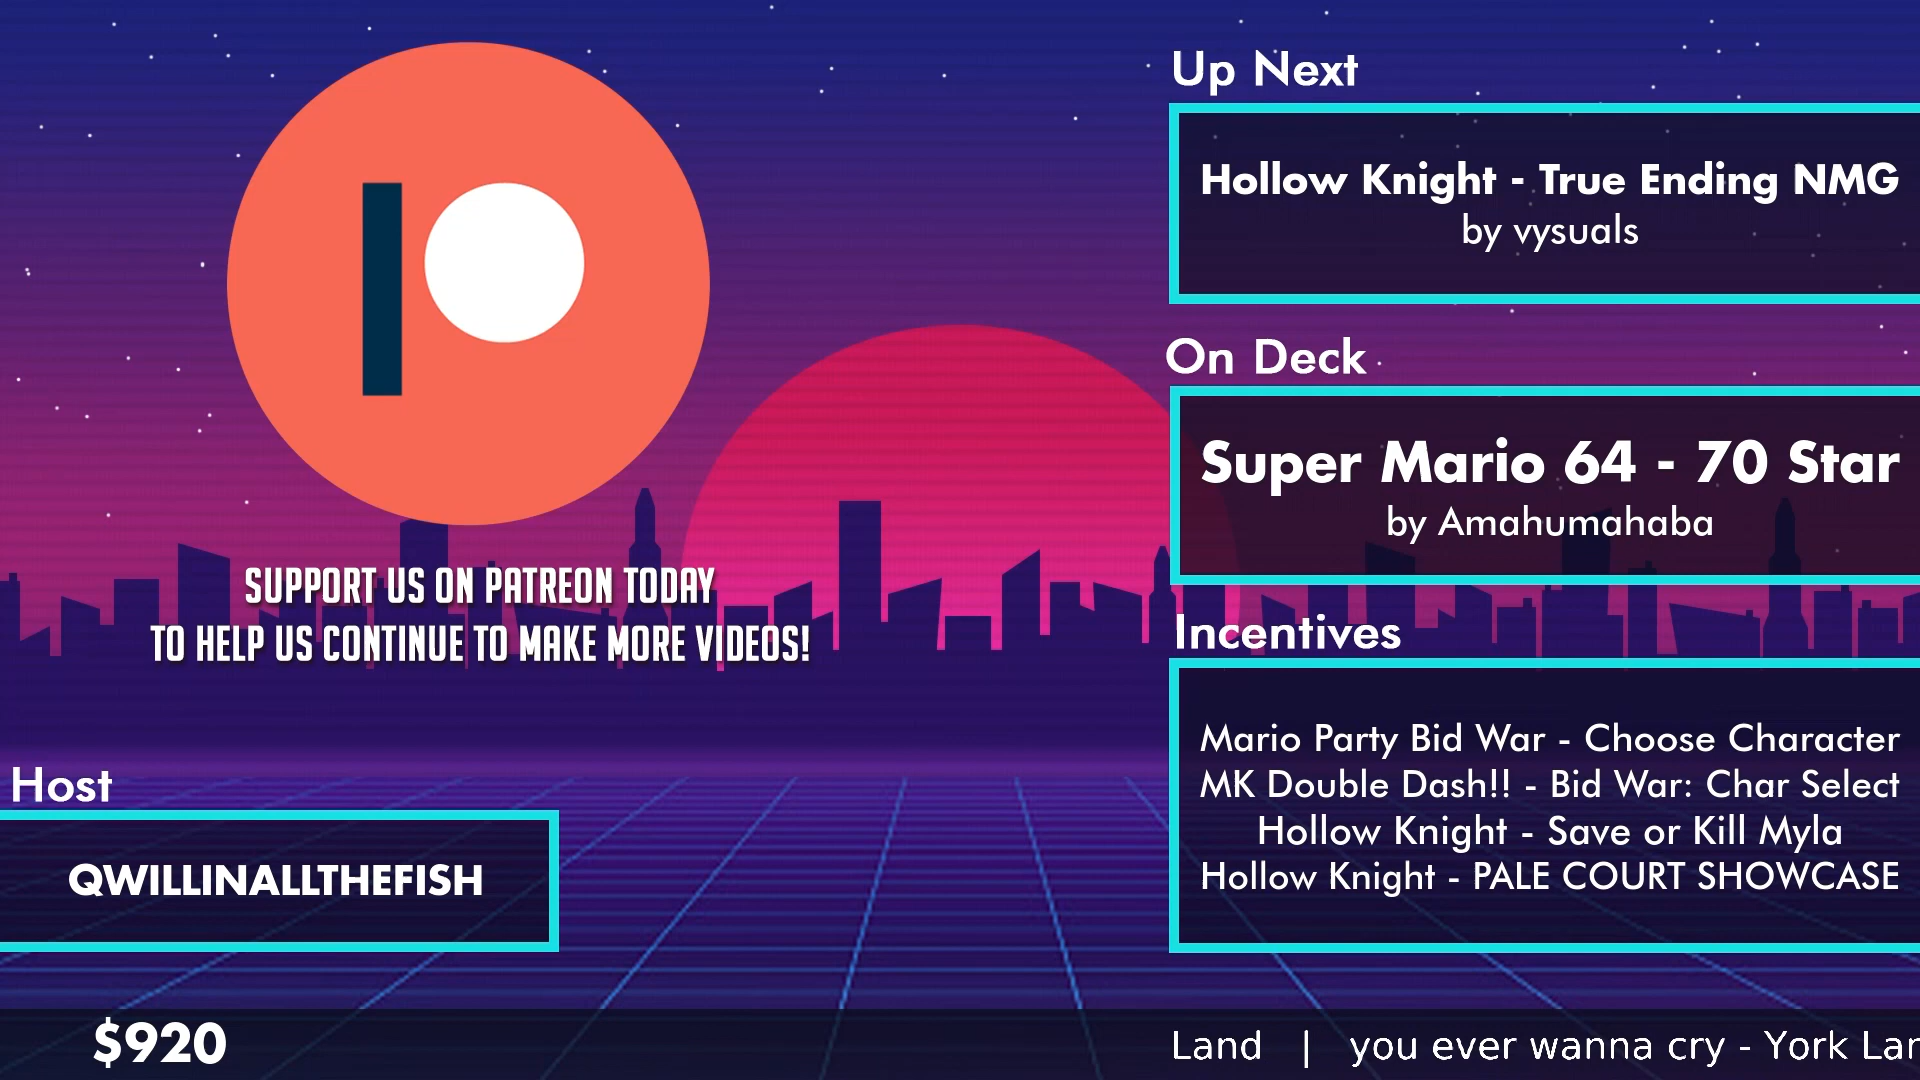 Up Next
Hollow Knight - True Ending NMG
by vysuals
On Deck
Super Mario 64 - 70 Star
by Amahumahaba
SUPPORT US ON PATREON TODAY
TO HELP US CONTINUE TO MAKE MORE VIDEOS!
Incentives
Mario Party Bid War - Choose Character
MK Double Dash!! - Bid War: Char Select
Hollow Knight - Save or Kill Myla
Hollow Knight - PALE COURT SHOWCASE
Host
QWILLINALLTHEFISH
$920
Land | you ever wanna cry - York